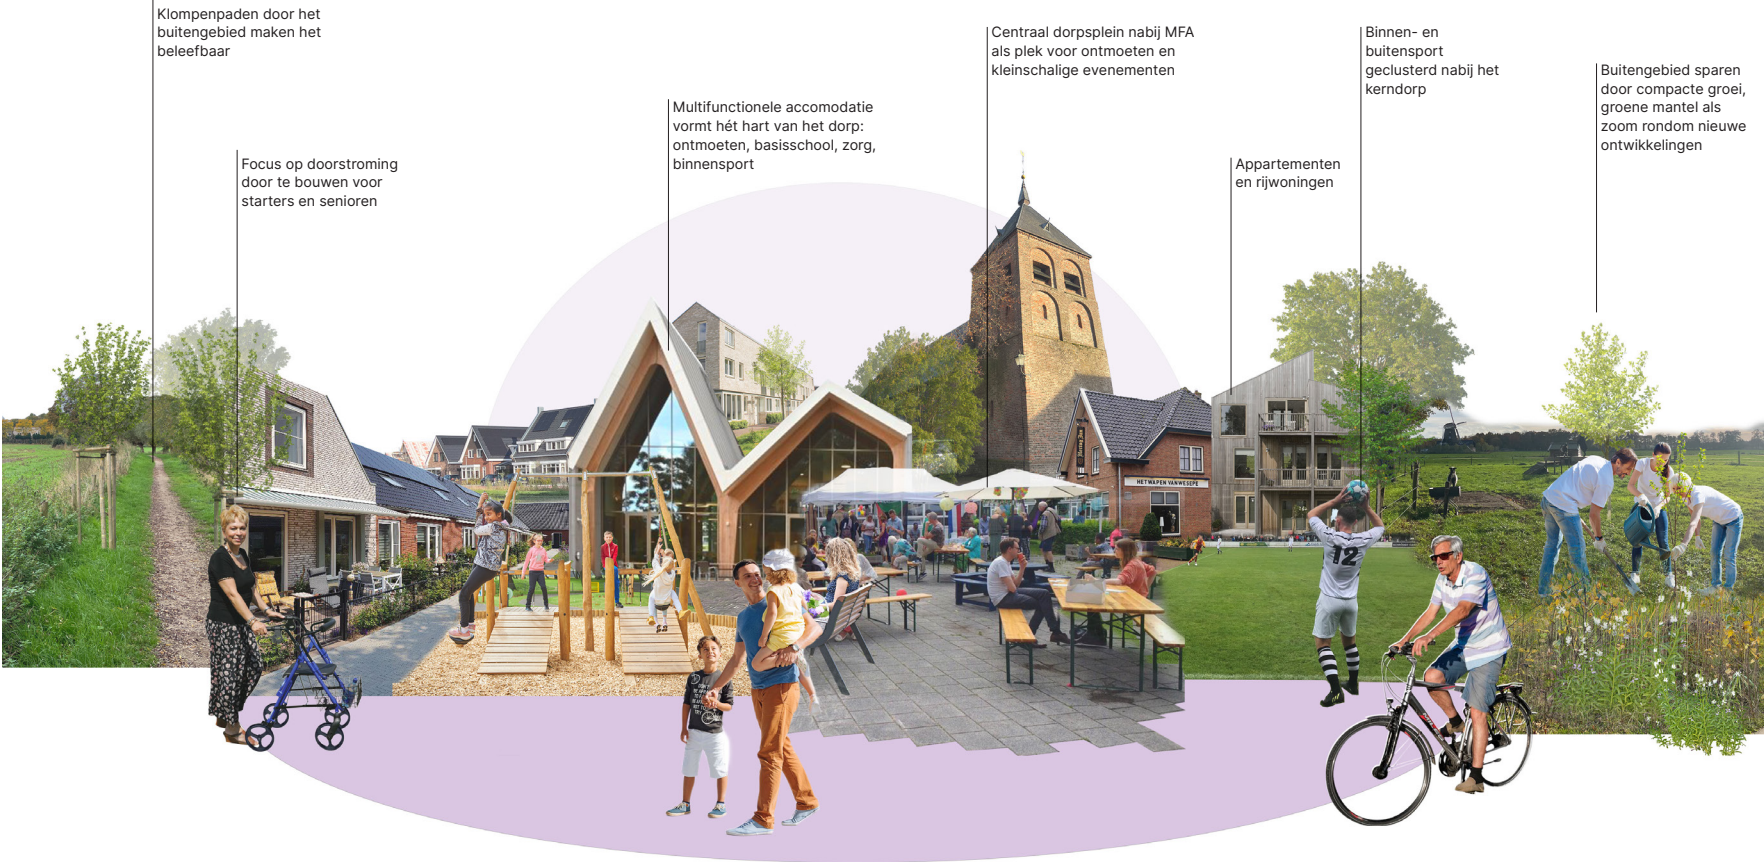 Klompenpaden door het
buitengebied maken het
beleefbaar
Focus op doorstroming
door te bouwen voor
starters en senioren
Multifunctionele accomodatie
vormt hét hart van het dorp:
ontmoeten, basisschool, zorg,
binnensport
Centraal dorpsplein nabij MFA
als plek voor ontmoeten en
kleinschalige evenementen
Appartementen
en rijwoningen
Binnen- en
buitensport
geclusterd nabij het
kerndorp
Buitengebied sparen
door compacte groei,
groene mantel als
zoom rondom nieuwe
ontwikkelingen
HET WAPEN VAN WESEPE
12